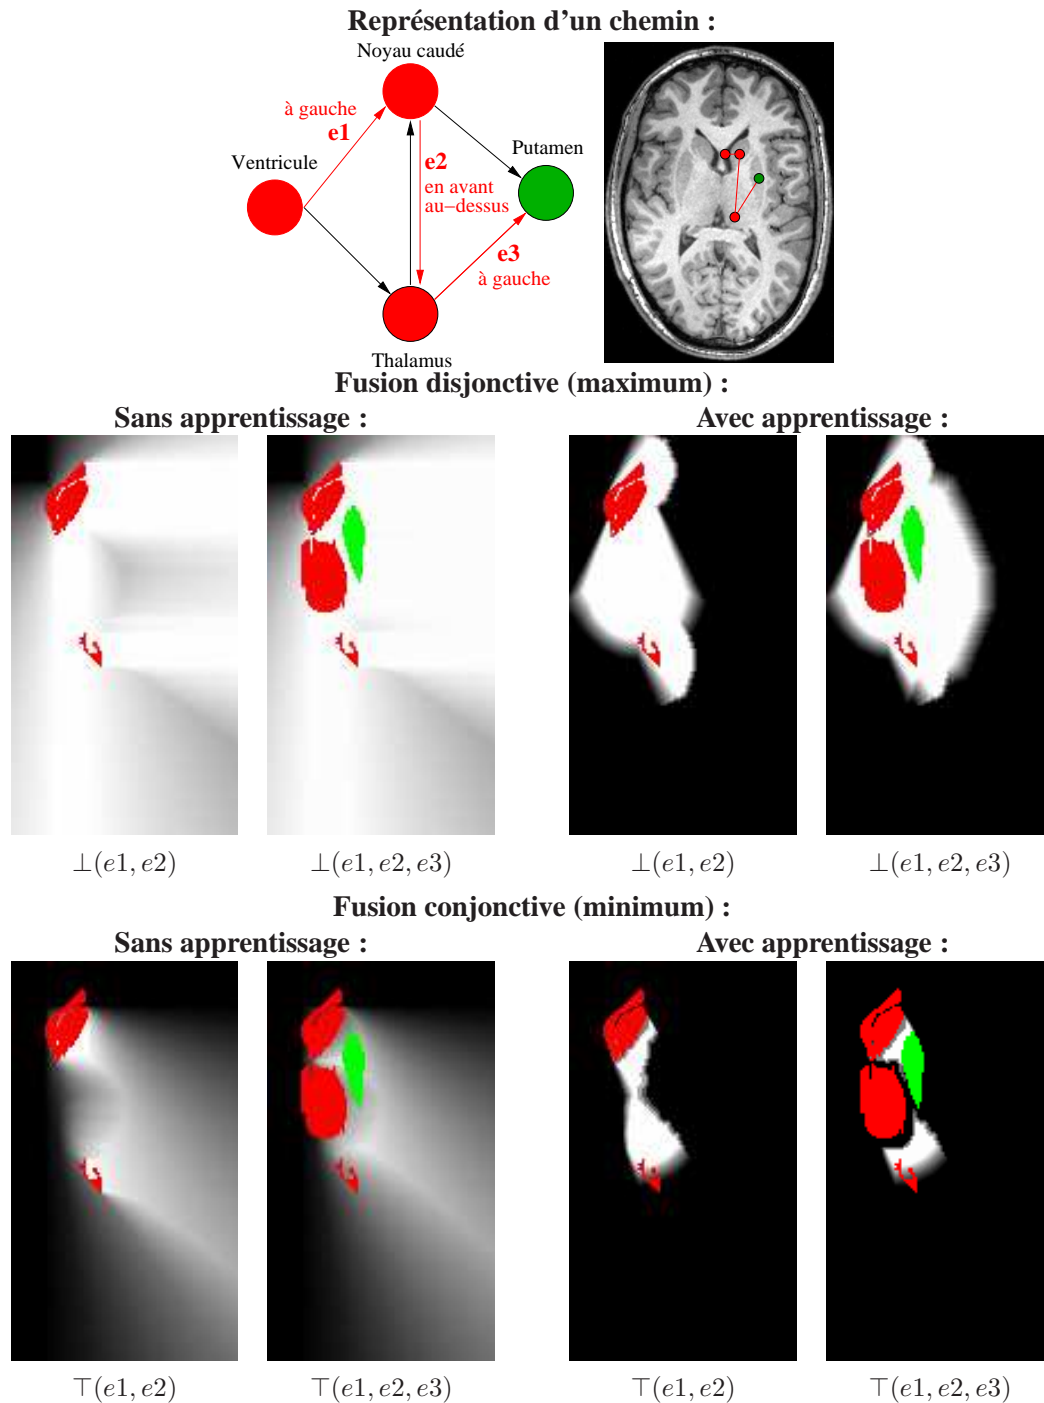 Représentation d'un chemin :
Noyau caudé
à gauche
e1
Ventricule
e2
en avant
au-dessus
Putamen
e3
à gauche
Thalamus
Fusion disjonctive (maximum) :
Sans apprentissage :
Avec apprentissage :
⊥(e1, e2)
⊥(e1, e2, e3)
⊥(e1, e2)
⊥(e1, e2, e3)
Fusion conjonctive (minimum) :
Sans apprentissage :
Avec apprentissage :
⊤(e1, e2)
⊤(e1, e2, e3)
⊤(e1, e2)
⊤(e1, e2, e3)